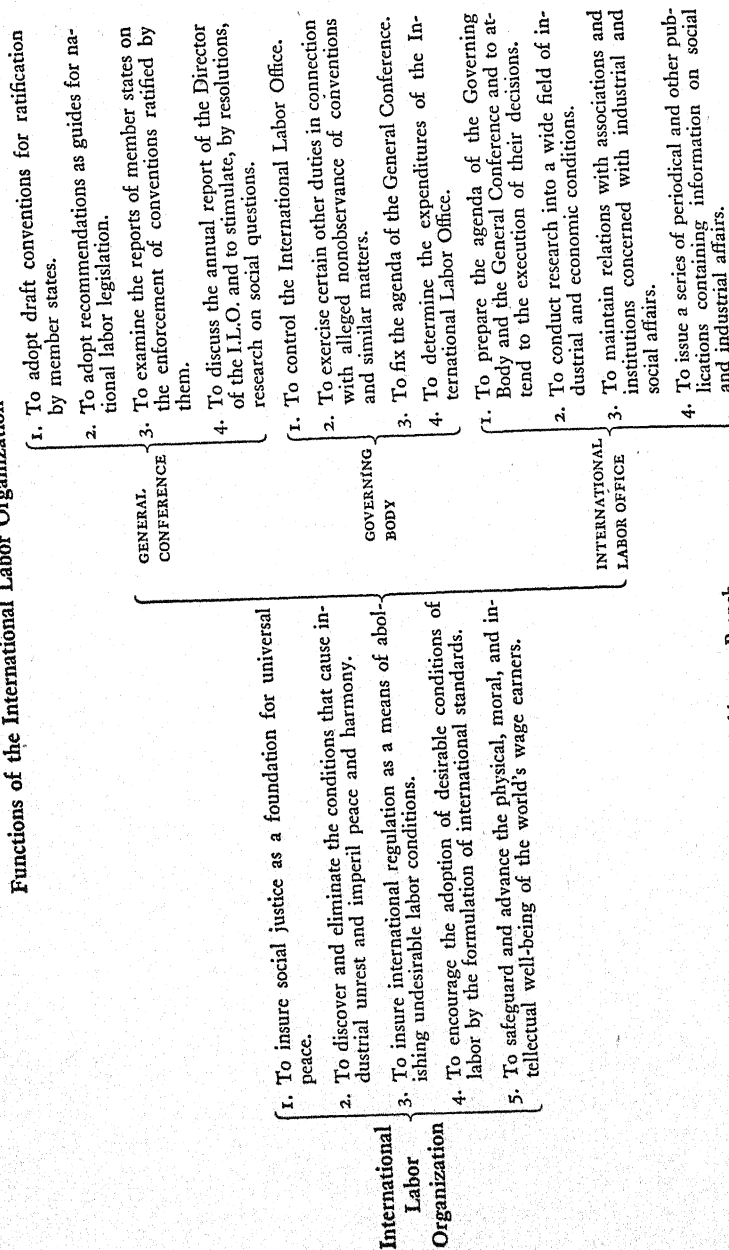 Functions of the International Labor Organization
International
Labor
Organization
1. To insure social justice as a foundation for universal
peace.
2. To discover and eliminate the conditions that cause in-
dustrial unrest and imperil peace and harmony.
3. To insure international regulation as a means of abol-
ishing undesirable labor conditions.
4. To encourage the adoption of desirable conditions of
labor by the formulation of international standards.
5. To safeguard and advance the physical, moral, and in-
tellectual well-being of the world's wage earners.
GENERAL
CONFERENCE
1. To adopt draft conventions for ratification
by member states.
2. To adopt recommendations as guides for na-
tional labor legislation.
3. To examine the reports of member states on
the enforcement of conventions ratified by
them.
4. To discuss the annual report of the Director
of the I.L.O. and to stimulate, by resolutions,
research on social questions.
GOVERNING
BODY
1. To control the International Labor Office.
2. To exercise certain other duties in connection
with alleged nonobservance of conventions
and similar matters.
3. To fix the agenda of the General Conference.
4. To determine the expenditures of the In-
ternational Labor Office.
INTERNATIONAL
LABOR OFFICE
1. To prepare the agenda of the Governing
Body and the General Conference and to at-
tend to the execution of their decisions.
2. To conduct research into a wide field of in-
dustrial and economic conditions.
3. To maintain relations with associations and
institutions concerned with industrial and
social affairs.
4. To issue a series of periodical and other pub-
lications containing information on social
and industrial affairs.